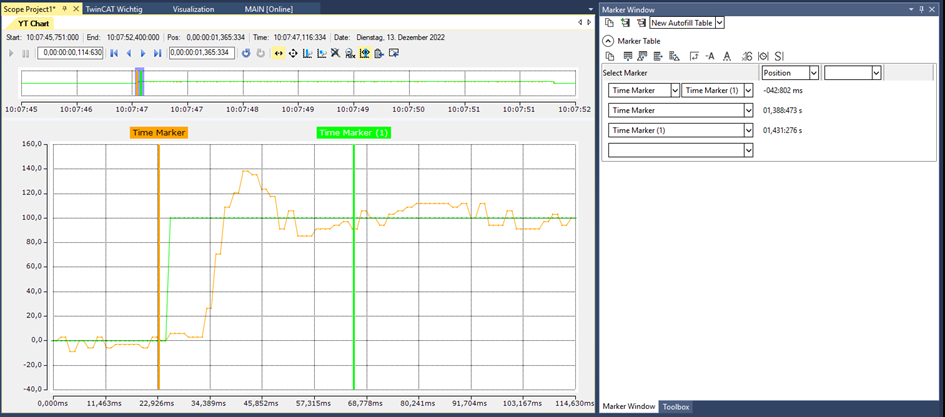 Scope Project1* TwinCAT Wichtig Visualization MAIN [Online]
YT Chart
Start: 10:07:45,751:000 End: 10:07:52,400:000 Pos: 0,00:00:00,01,365:334 Time: 10:07:47,116:334 Date: Dienstag, 13. Dezember 2022
0,00:00:00,114:630 0,00:00:00,01,365:334
10:07:45 10:07:46 10:07:47 10:07:47 10:07:48 10:07:49 10:07:50 10:07:50 10:07:51 10:07:52
Time Marker Time Marker (1)
160,0
140,0
120,0
100,0
80,0
60,0
40,0
20,0
0,0
-20,0
-40,0
0,000ms 11,463ms 22,926ms 34,389ms 45,852ms 57,315ms 68,778ms 80,241ms 91,704ms 103,167ms 114,630ms
Marker Window
New Autofill Table
Marker Table
Select Marker Position
Time Marker Time Marker (1) -042:802 ms
Time Marker 01,388:473 s
Time Marker (1) 01,431:276 s
Marker Window Toolbox